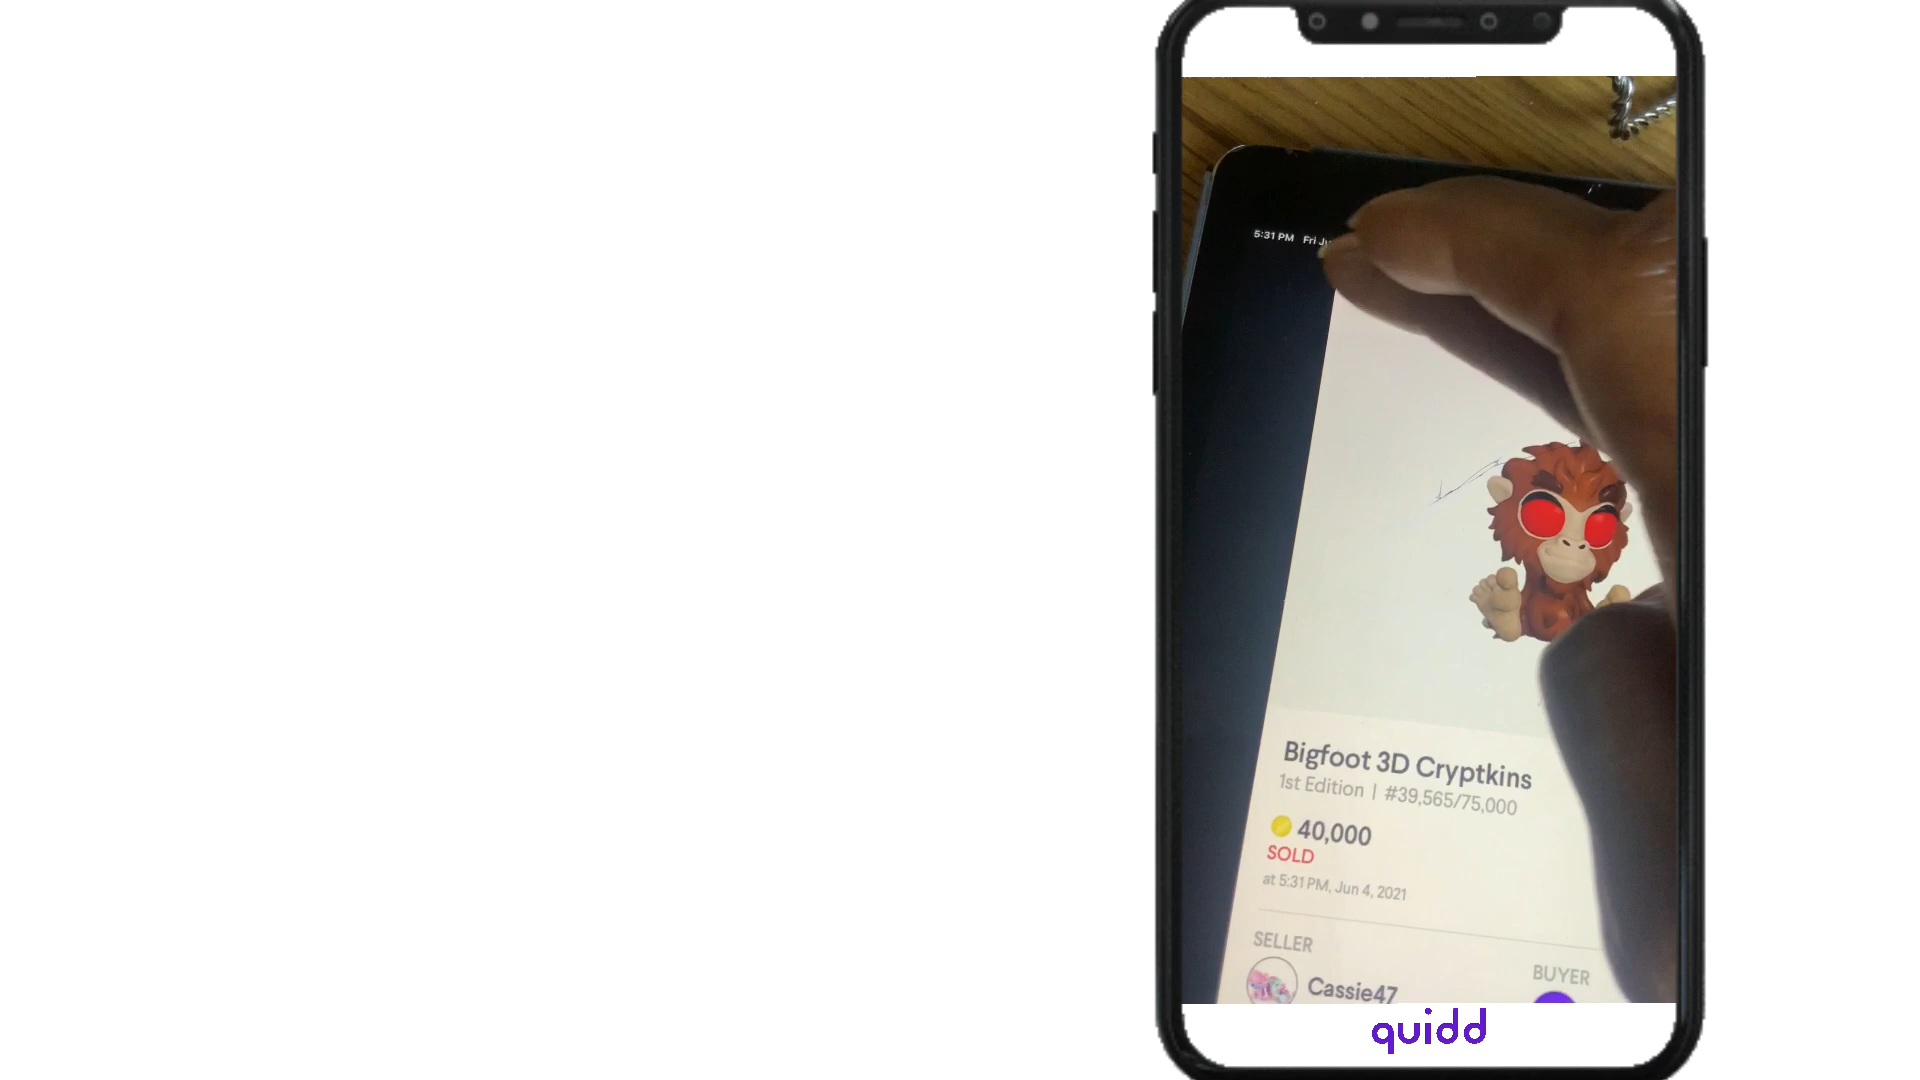 5:31 PM Fri
Bigfoot 3D Cryptkins
1st Edition | #39,565/75,000
40,000
SOLD
at 5:31 PM, Jun 4, 2021
SELLER
BUYER
Cassie47
quidd